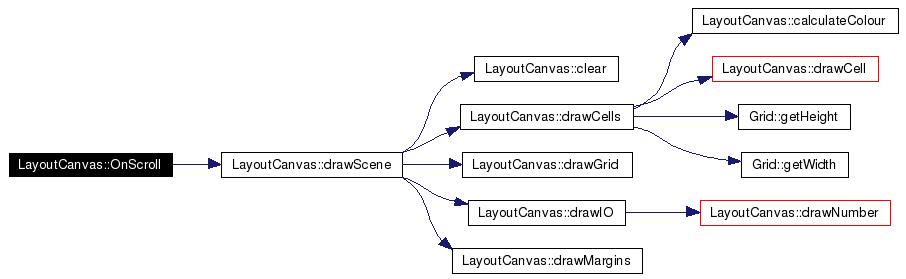 LayoutCanvas::OnScroll
LayoutCanvas::drawScene
LayoutCanvas::clear
LayoutCanvas::drawCells
LayoutCanvas::drawGrid
LayoutCanvas::drawIO
LayoutCanvas::drawMargins
LayoutCanvas::calculateColour
LayoutCanvas::drawCell
Grid::getHeight
Grid::getWidth
LayoutCanvas::drawNumber